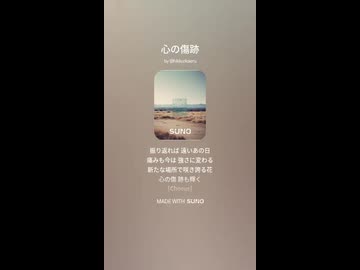 心の傷跡
SUNO
振り返れば 遠いあの日
痛みも今は 強さに変わる
新たな場所で咲き誇る花
心の傷 跡も輝く
[Chorus]
MADE WITH SUNO